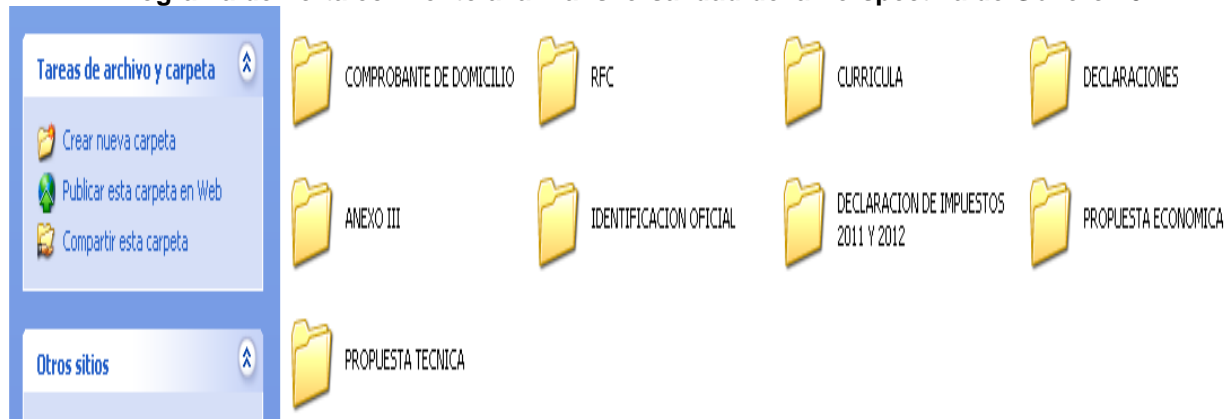 Tareas de archivo y carpeta
Crear nueva carpeta
Publicar esta carpeta en Web
Compartir esta carpeta
Otros sitios
COMPROBANTE DE DOMICILIO
RFC
CURRICULA
DECLARACIONES
ANEXO III
IDENTIFICACION OFICIAL
DECLARACION DE IMPUESTOS
2011 Y 2012
PROPUESTA ECONOMICA
PROPUESTA TECNICA